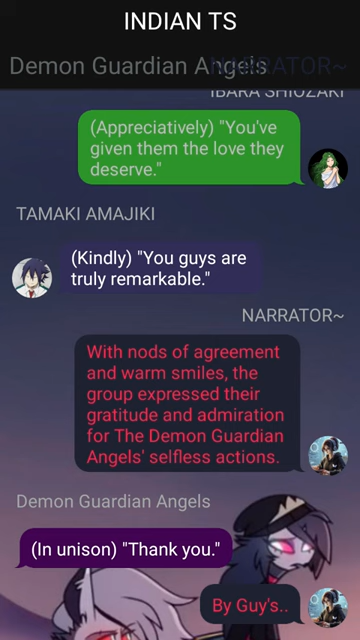 INDIAN TS
Demon Guardian Angels
NARRATOR~
IBARA SHIOZAKI
(Appreciatively) "You've
given them the love they
deserve."
TAMAKI AMAJIKI
(Kindly) "You guys are
truly remarkable."
NARRATOR~
With nods of agreement
and warm smiles, the
group expressed their
gratitude and admiration
for The Demon Guardian
Angels' selfless actions.
Demon Guardian Angels
(In unison) "Thank you."
By Guy's..